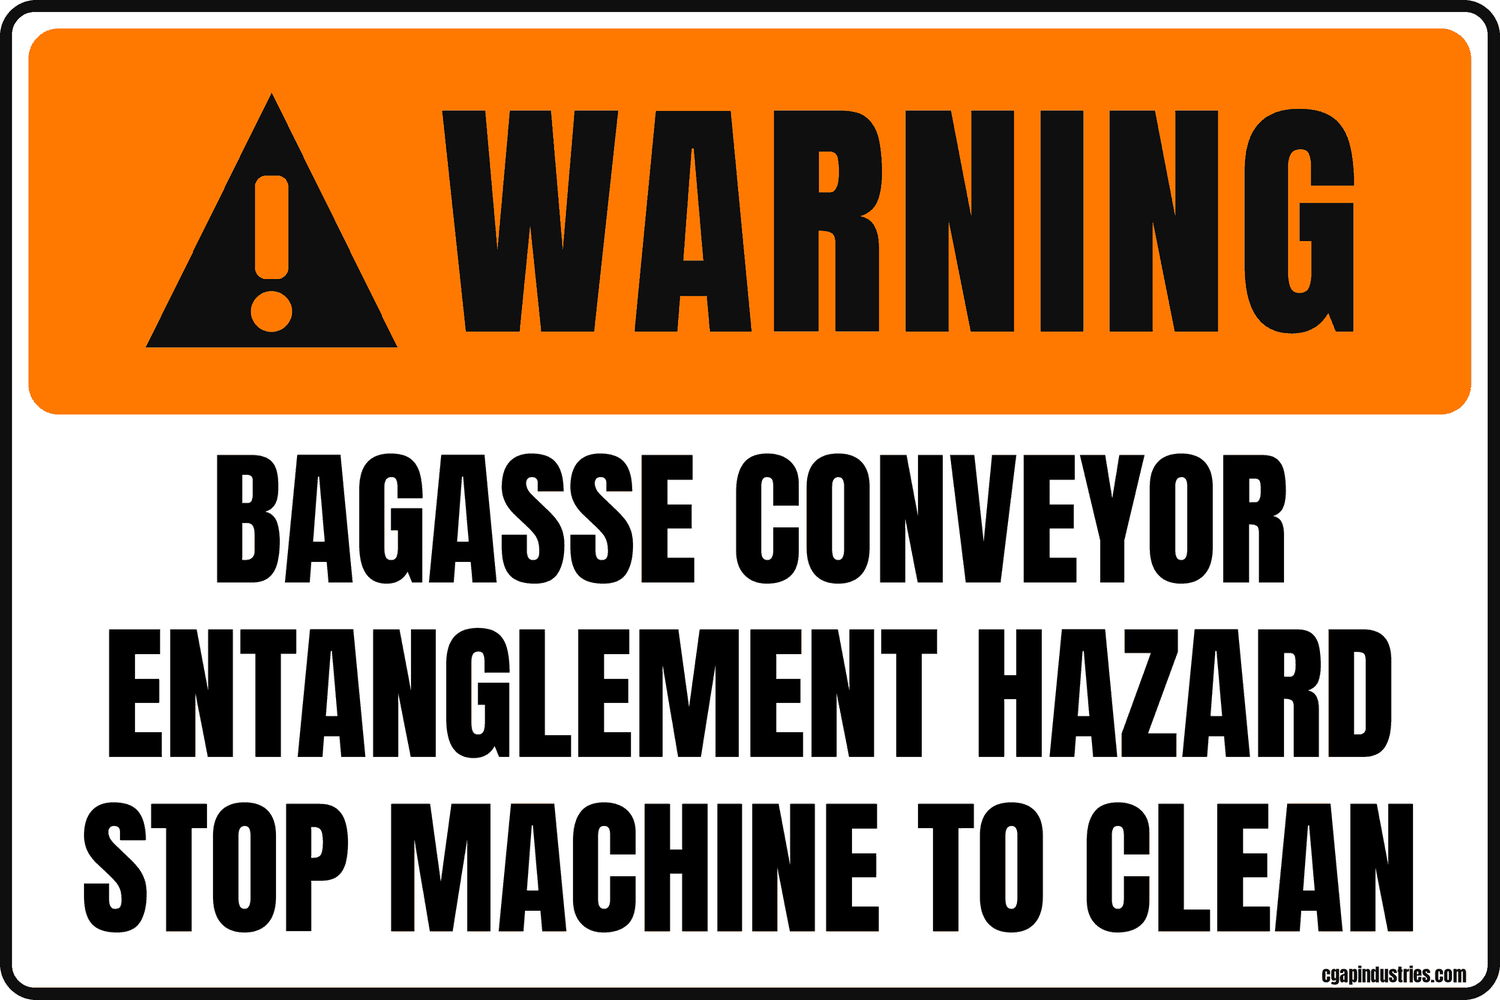 WARNING
BAGASSE CONVEYOR
ENTANGLEMENT HAZARD
STOP MACHINE TO CLEAN
cgapindustries.com